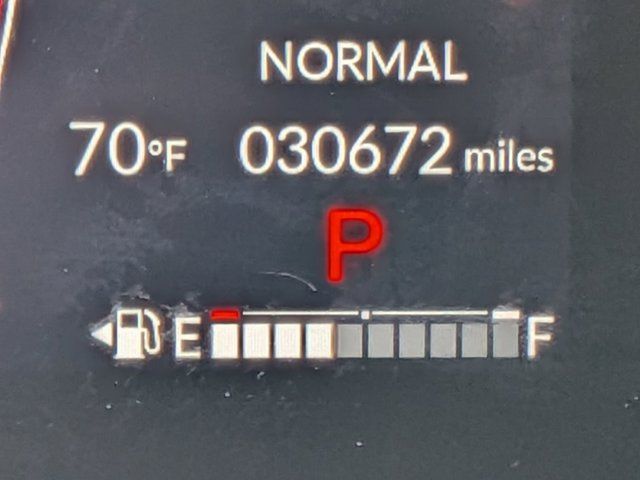 NORMAL
70°F 030672 miles
P
E F